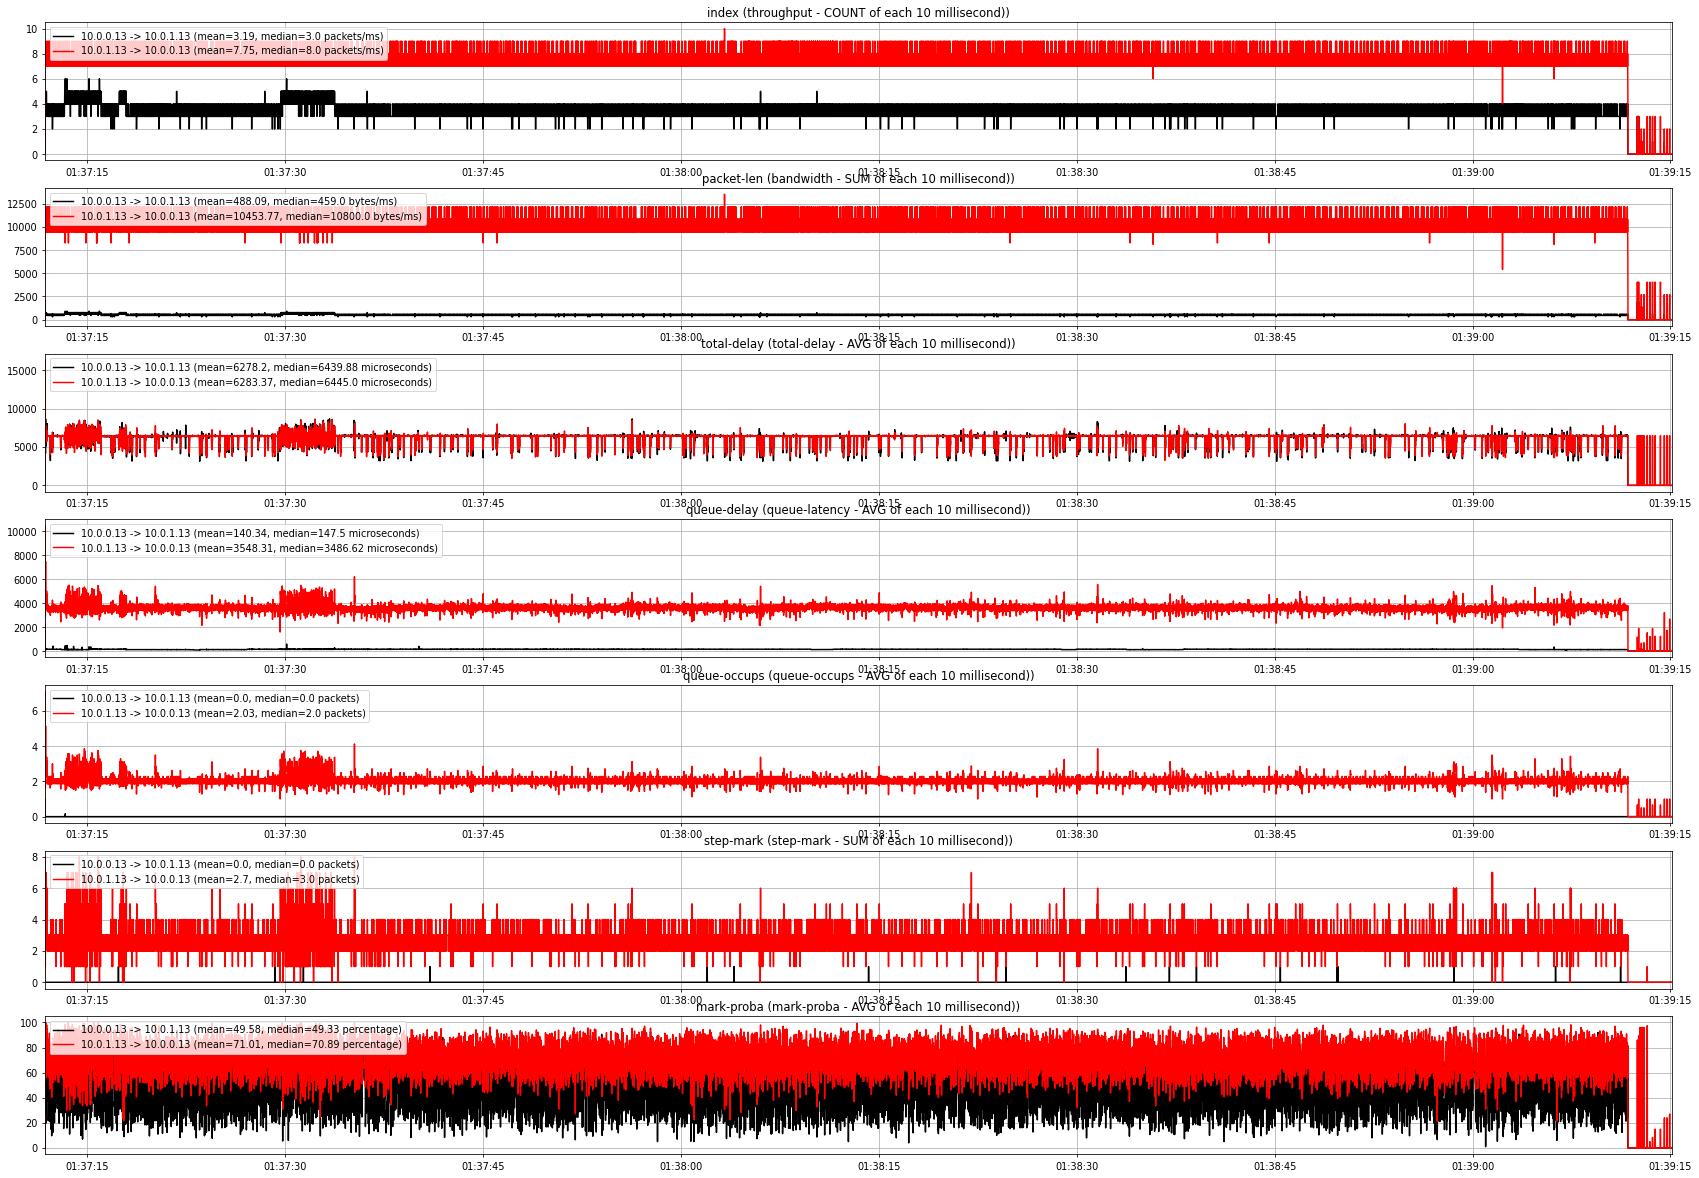 index (throughput - COUNT of each 10 millisecond))
10.0.0.13 -> 10.0.1.13 (mean=3.19, median=3.0 packets/ms)
10.0.1.13 -> 10.0.0.13 (mean=7.75, median=8.0 packets/ms)
10
8
6
4
2
0
01:37:15 01:37:30 01:37:45 01:38:00 01:38:15 01:38:30 01:38:45 01:39:00 01:39:15
packet-len (bandwidth - SUM of each 10 millisecond))
10.0.0.13 -> 10.0.1.13 (mean=488.09, median=459.0 bytes/ms)
10.0.1.13 -> 10.0.0.13 (mean=10453.77, median=10800.0 bytes/ms)
12500
10000
7500
5000
2500
0
01:37:15 01:37:30 01:37:45 01:38:00 01:38:15 01:38:30 01:38:45 01:39:00 01:39:15
total-delay (total-delay - AVG of each 10 millisecond))
10.0.0.13 -> 10.0.1.13 (mean=6278.2, median=6439.88 microseconds)
10.0.1.13 -> 10.0.0.13 (mean=6283.37, median=6445.0 microseconds)
15000
10000
5000
0
01:37:15 01:37:30 01:37:45 01:38:00 01:38:15 01:38:30 01:38:45 01:39:00 01:39:15
queue-delay (queue-latency - AVG of each 10 millisecond))
10.0.0.13 -> 10.0.1.13 (mean=140.34, median=147.5 microseconds)
10.0.1.13 -> 10.0.0.13 (mean=3548.31, median=3486.62 microseconds)
10000
8000
6000
4000
2000
0
01:37:15 01:37:30 01:37:45 01:38:00 01:38:15 01:38:30 01:38:45 01:39:00 01:39:15
queue-occups (queue-occups - AVG of each 10 millisecond))
10.0.0.13 -> 10.0.1.13 (mean=0.0, median=0.0 packets)
10.0.1.13 -> 10.0.0.13 (mean=2.03, median=2.0 packets)
6
4
2
0
01:37:15 01:37:30 01:37:45 01:38:00 01:38:15 01:38:30 01:38:45 01:39:00 01:39:15
step-mark (step-mark - SUM of each 10 millisecond))
10.0.0.13 -> 10.0.1.13 (mean=0.0, median=0.0 packets)
10.0.1.13 -> 10.0.0.13 (mean=2.7, median=3.0 packets)
8
6
4
2
0
01:37:15 01:37:30 01:37:45 01:38:00 01:38:15 01:38:30 01:38:45 01:39:00 01:39:15
mark-proba (mark-proba - AVG of each 10 millisecond))
10.0.0.13 -> 10.0.1.13 (mean=49.58, median=49.33 percentage)
10.0.1.13 -> 10.0.0.13 (mean=71.01, median=70.89 percentage)
100
80
60
40
20
0
01:37:15 01:37:30 01:37:45 01:38:00 01:38:15 01:38:30 01:38:45 01:39:00 01:39:15